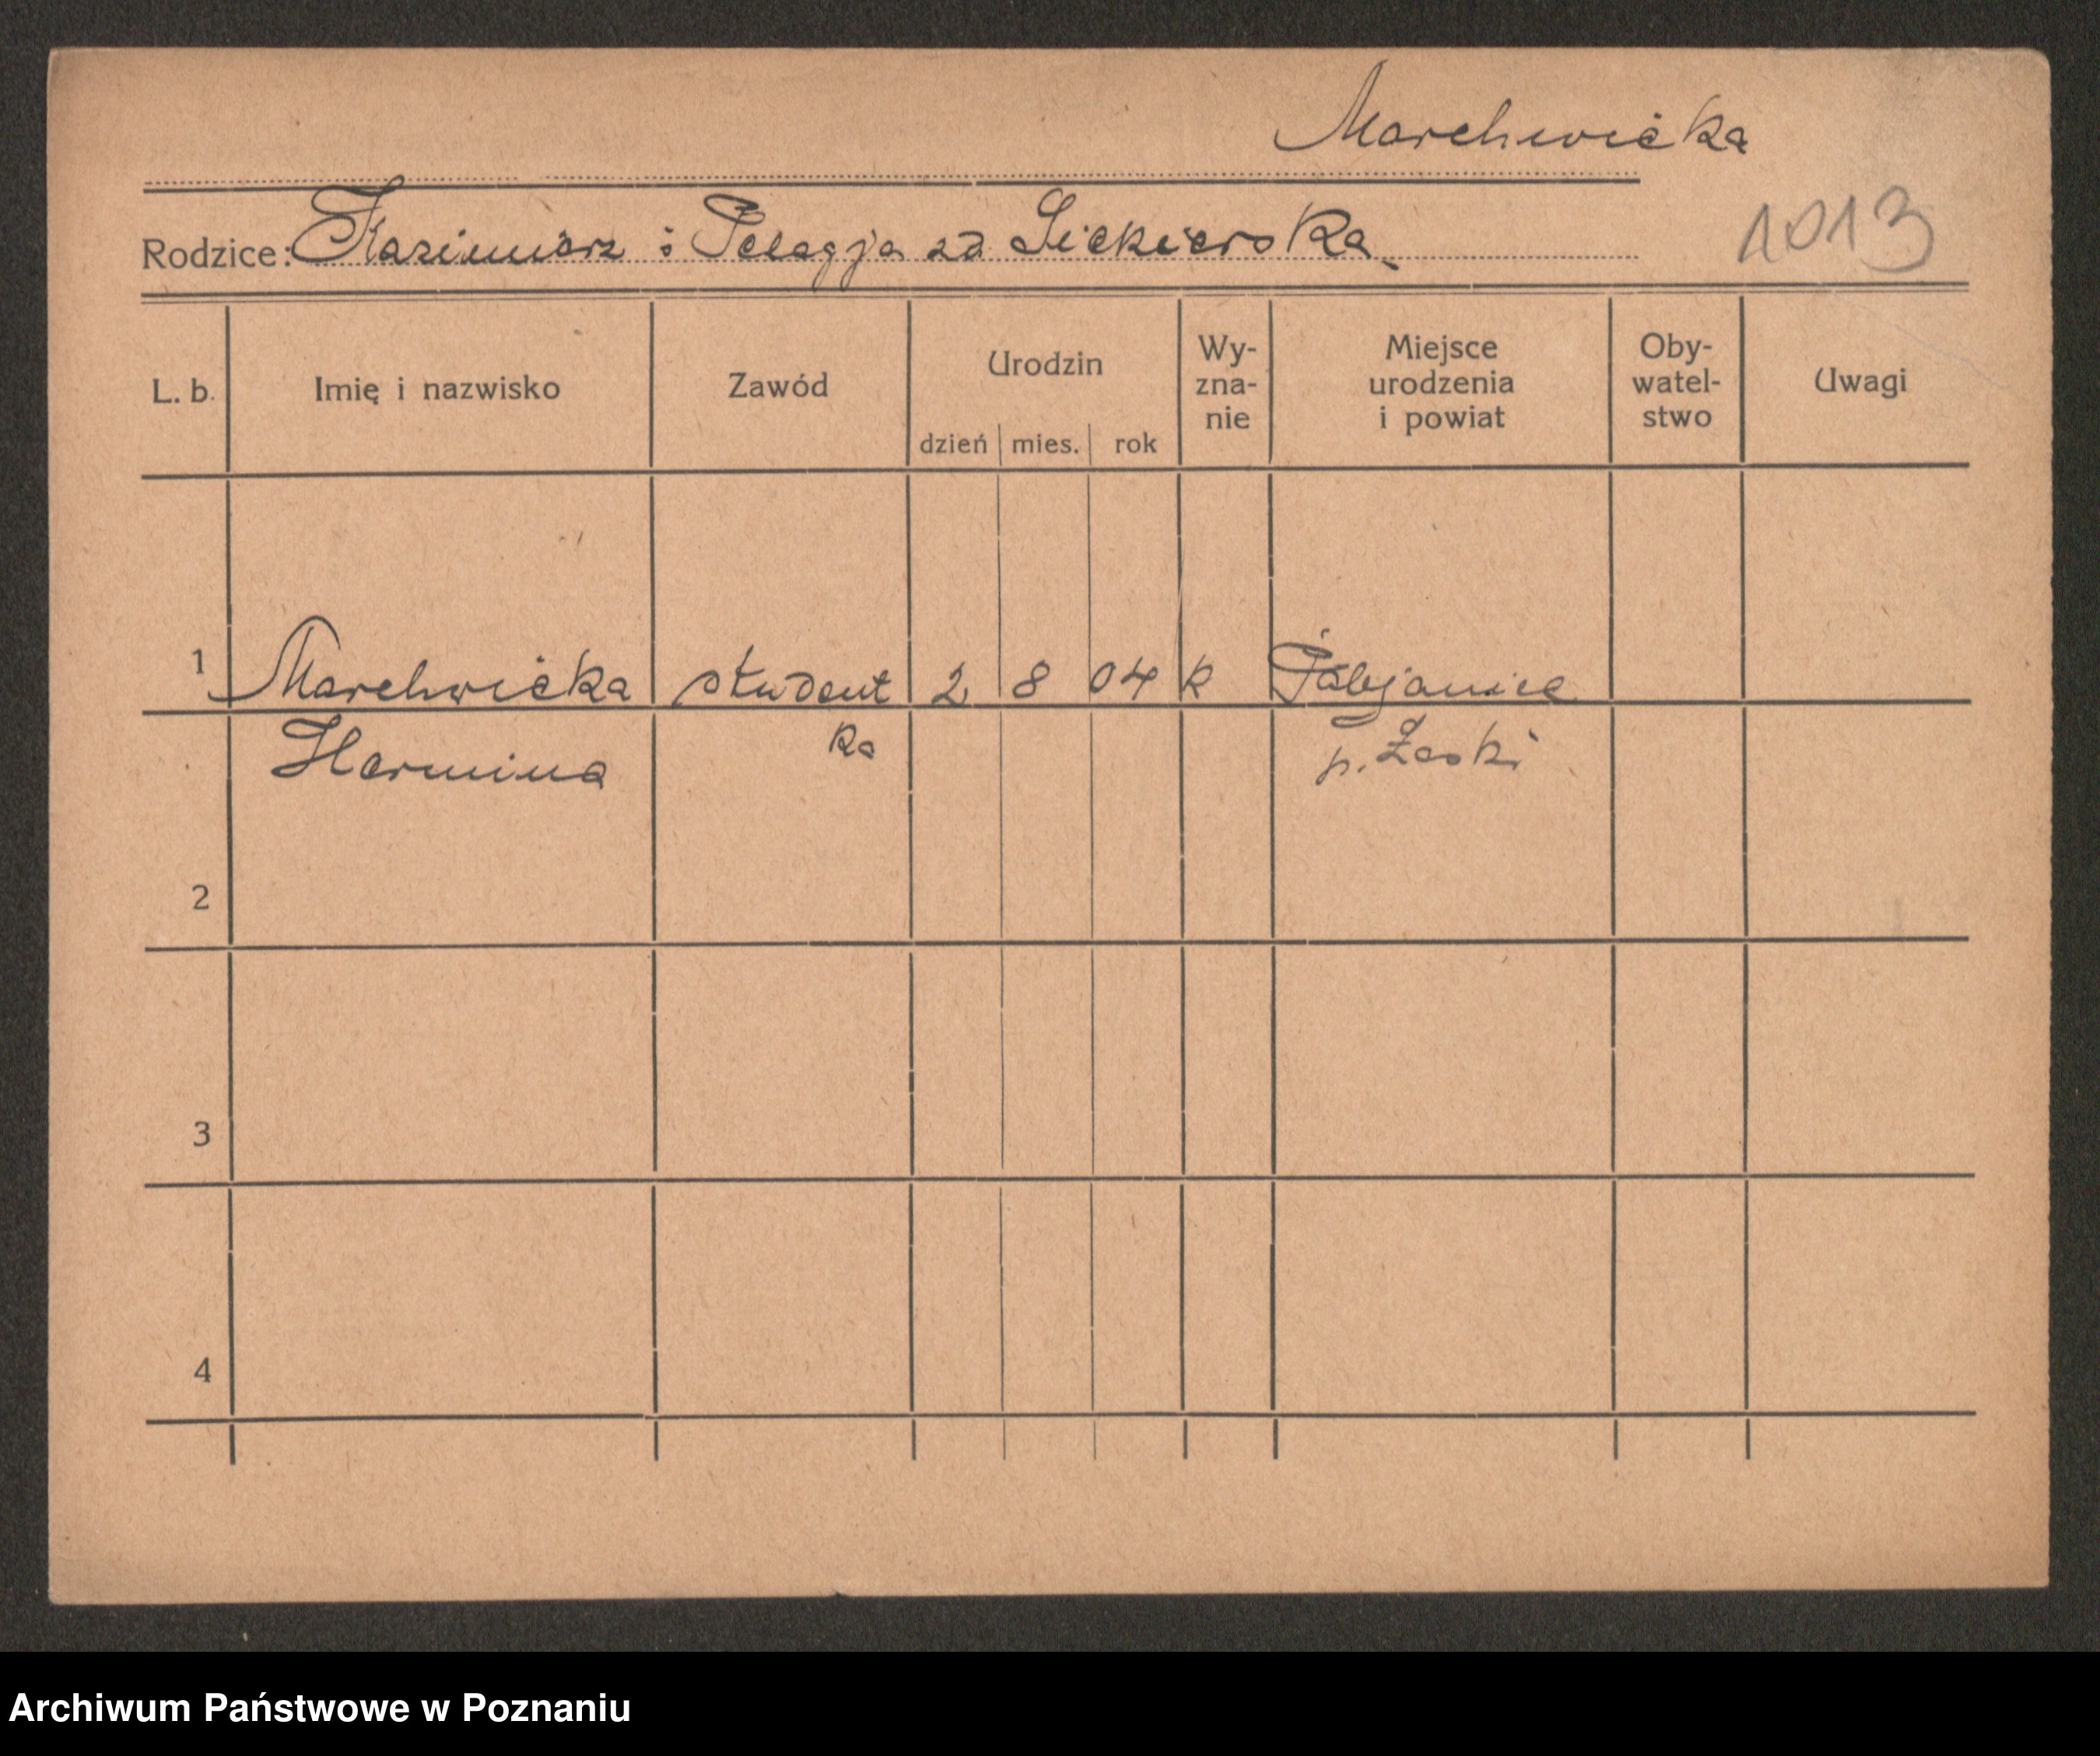 Marchwicka
Rodzice: Kazimierz i Pelagja zd Siekierska
1013
L. b. Imię i nazwisko Zawód Urodzin dzień mies. rok Wy-zna-nie Miejsce urodzenia i powiat Oby-watel-stwo Uwagi
1 Marchwicka student 2 8 04 k Pabjanice
Hermina ka p. Łaski
2
3
4
Archiwum Państwowe w Poznaniu